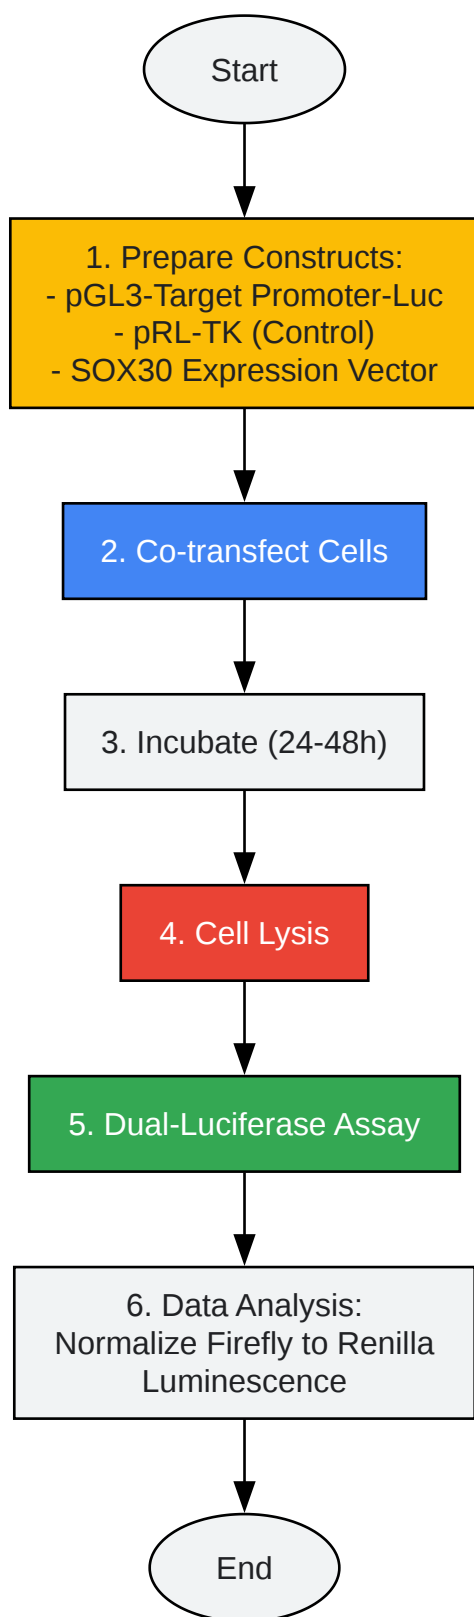 Start
1. Prepare Constructs:
- pGL3-Target Promoter-Luc
- pRL-TK (Control)
- SOX30 Expression Vector
2. Co-transfect Cells
3. Incubate (24-48h)
4. Cell Lysis
5. Dual-Luciferase Assay
6. Data Analysis:
Normalize Firefly to Renilla
Luminescence
End